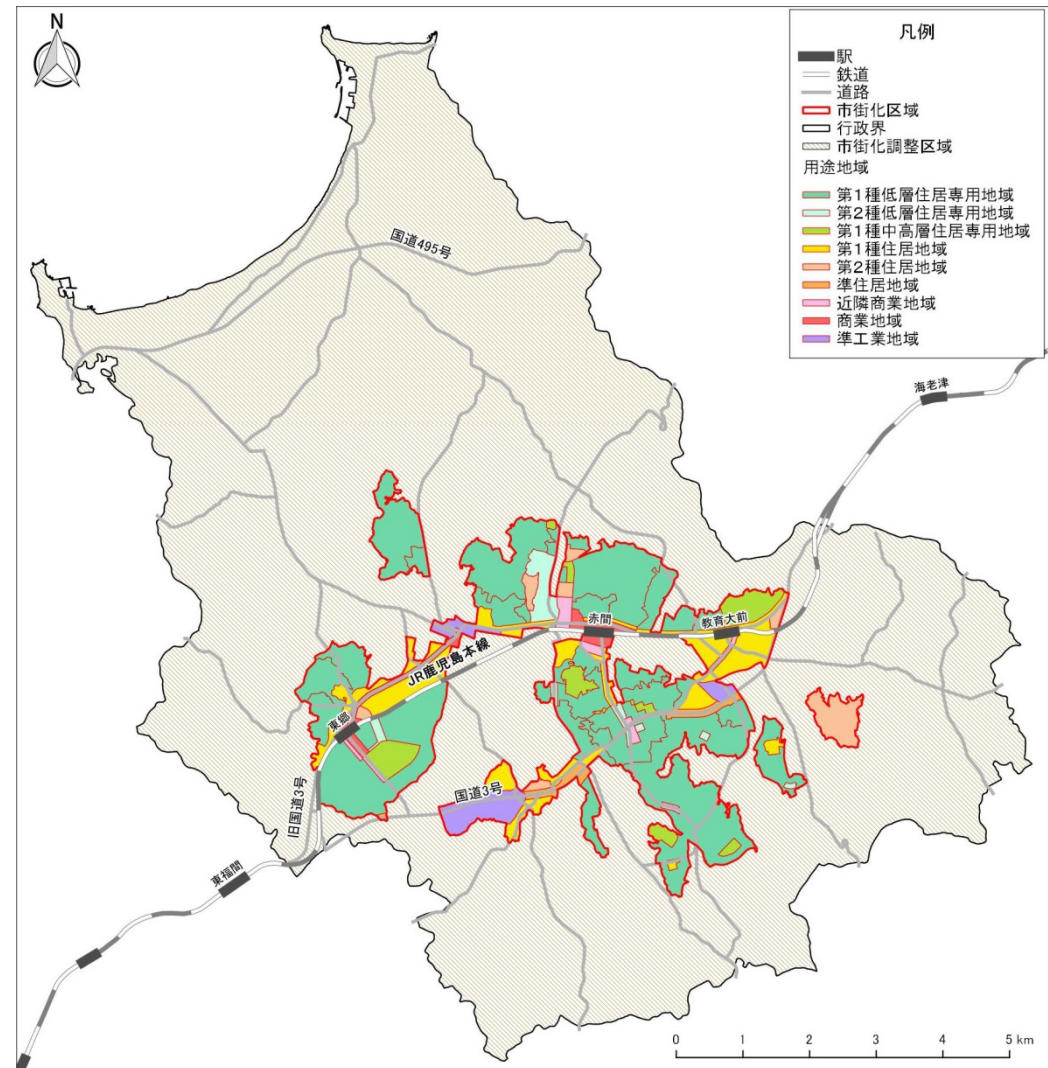 N
凡例
駅
鉄道
道路
市街化区域
行政界
市街化調整区域
用途地域
第1種低層住居専用地域
第2種低層住居専用地域
第1種中高層住居専用地域
第1種住居地域
第2種住居地域
準住居地域
近隣商業地域
商業地域
準工業地域
国道495号
海老津
赤間
教育大前
JR鹿児島本線
東郷
国道3号
旧国道3号
東福間
0 1 2 3 4 5 km